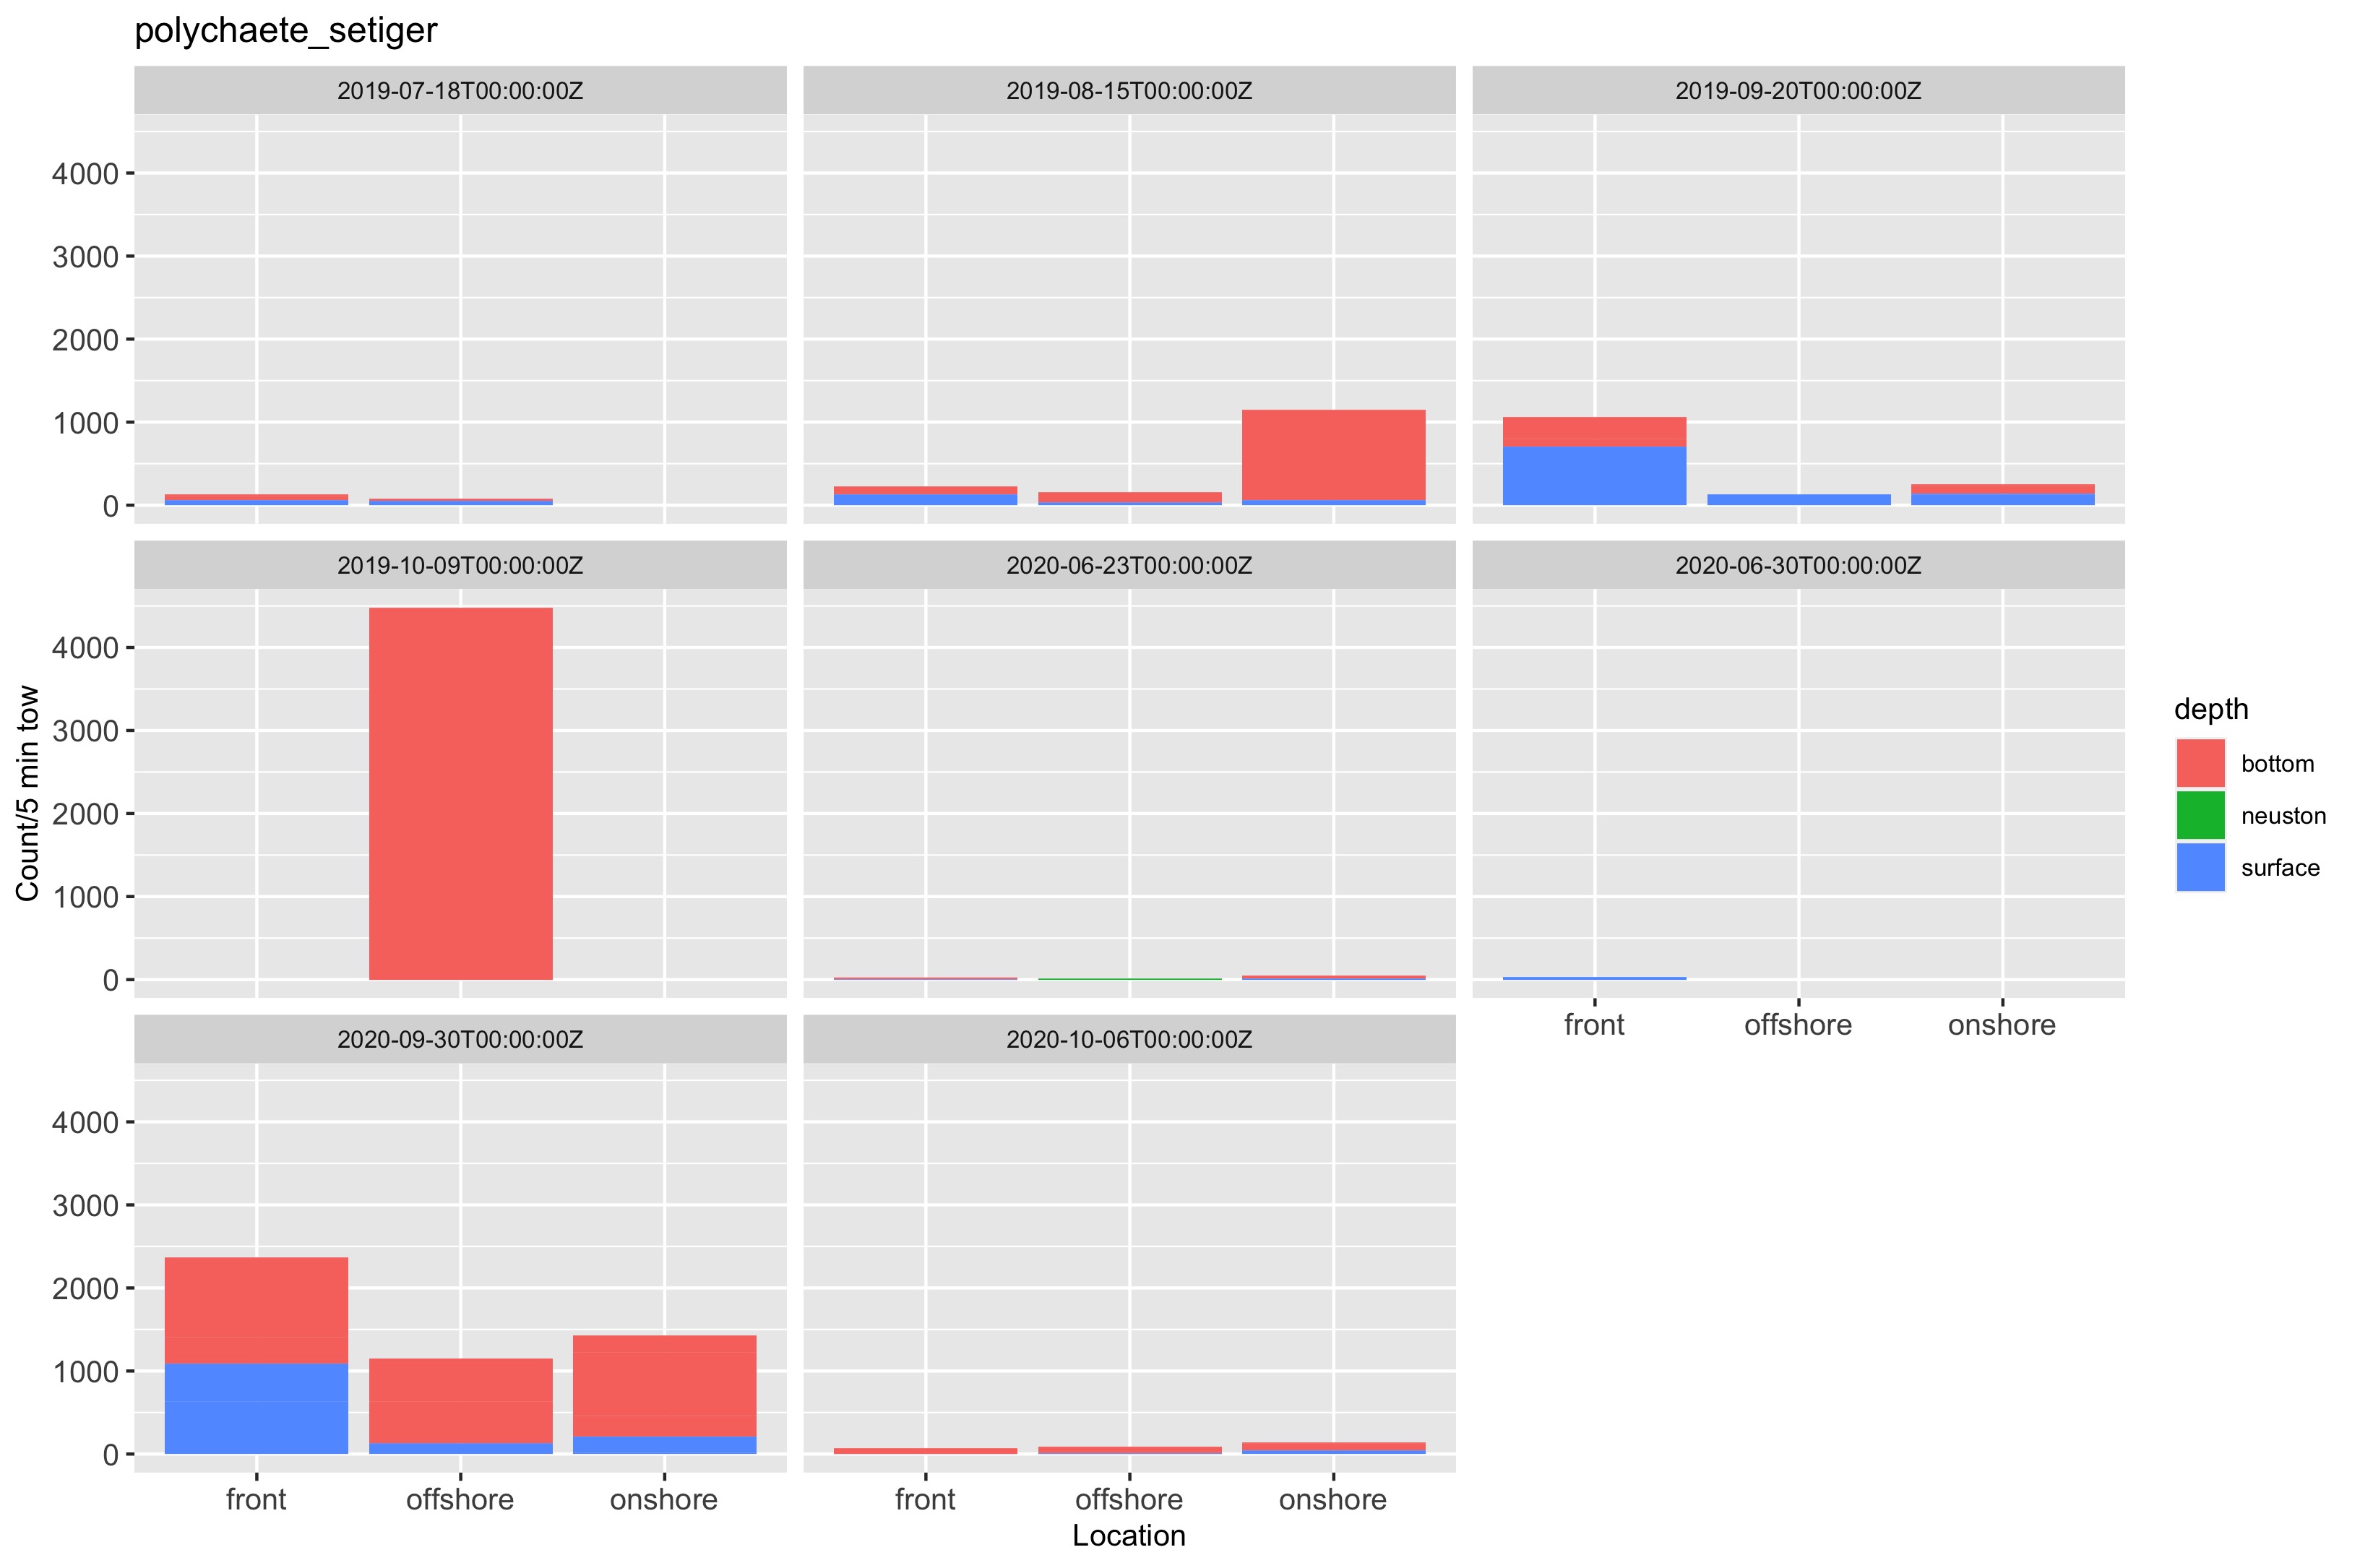 polychaete_setiger
2019-07-18T00:00:00Z
2019-08-15T00:00:00Z
2019-09-20T00:00:00Z
4000
3000
2000
1000
0
2019-10-09T00:00:00Z
2020-06-23T00:00:00Z
2020-06-30T00:00:00Z
4000
3000
2000
1000
0
front
offshore
onshore
2020-09-30T00:00:00Z
2020-10-06T00:00:00Z
4000
3000
2000
1000
0
front
offshore
onshore
front
offshore
onshore
Location
Count/5 min tow
depth
bottom
neuston
surface